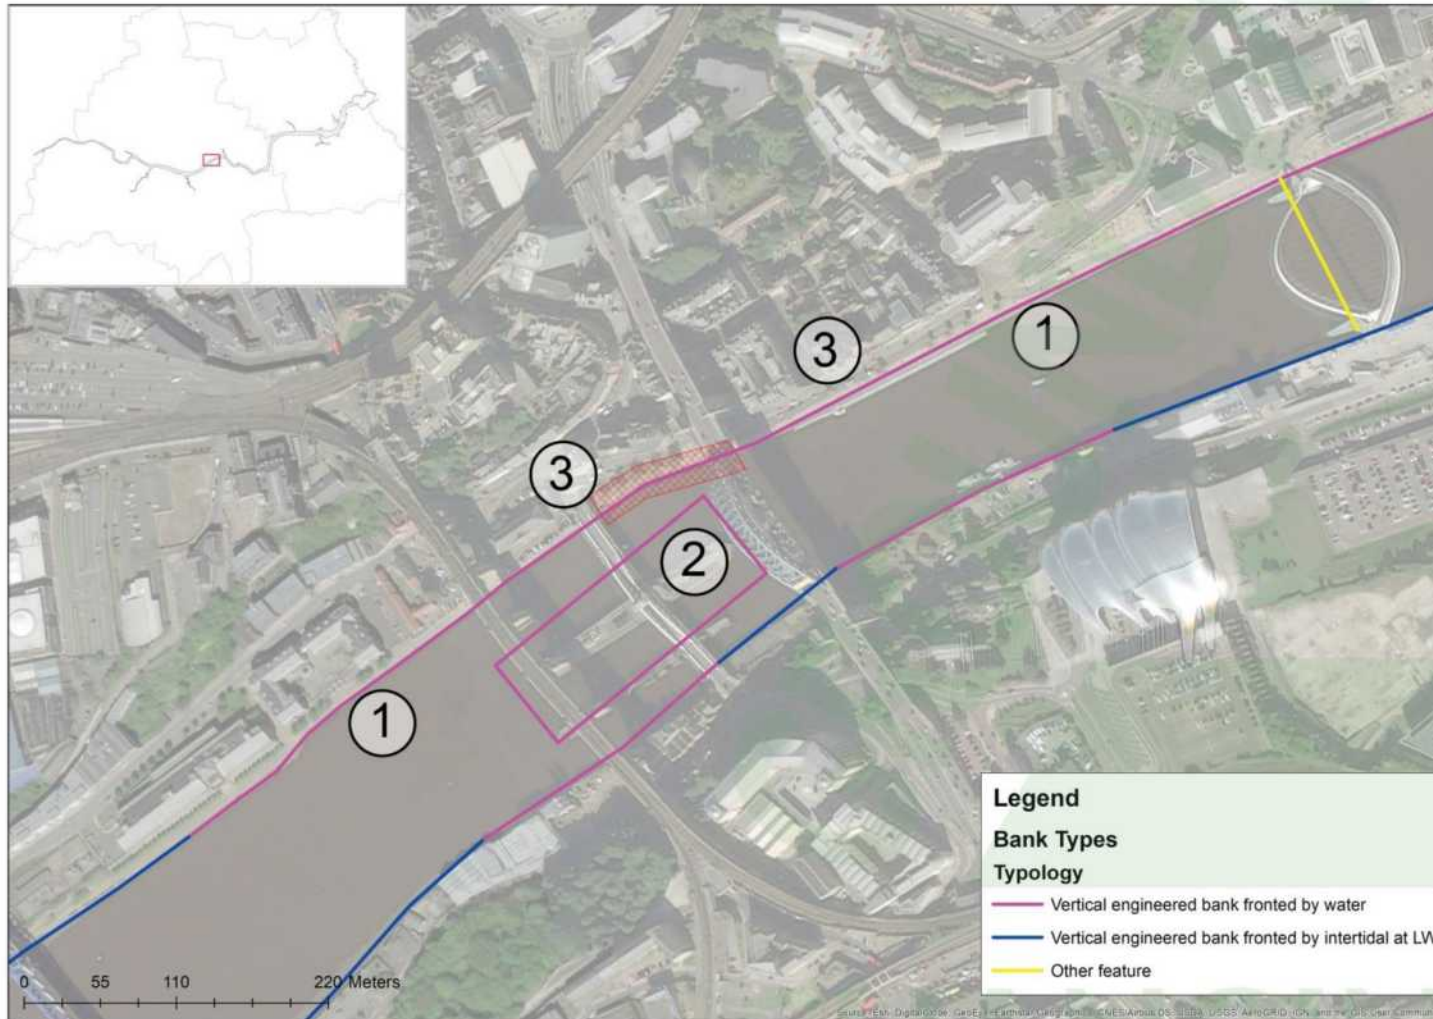 3
1
3
2
1
Legend
Bank Types
Typology
Vertical engineered bank fronted by water
Vertical engineered bank fronted by intertidal at LW
Other feature
0 55 110 220 Meters